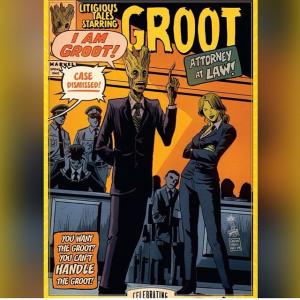 LITIGIOUS
TALES
STARRING
GROOT
I AM
GROOT!
ATTORNEY
AT LAW!
MARVEL
CASE
DISMISSED!
YOU WANT
THE GROOT?
YOU CAN'T
HANDLE
THE GROOT!
CELEBRATING